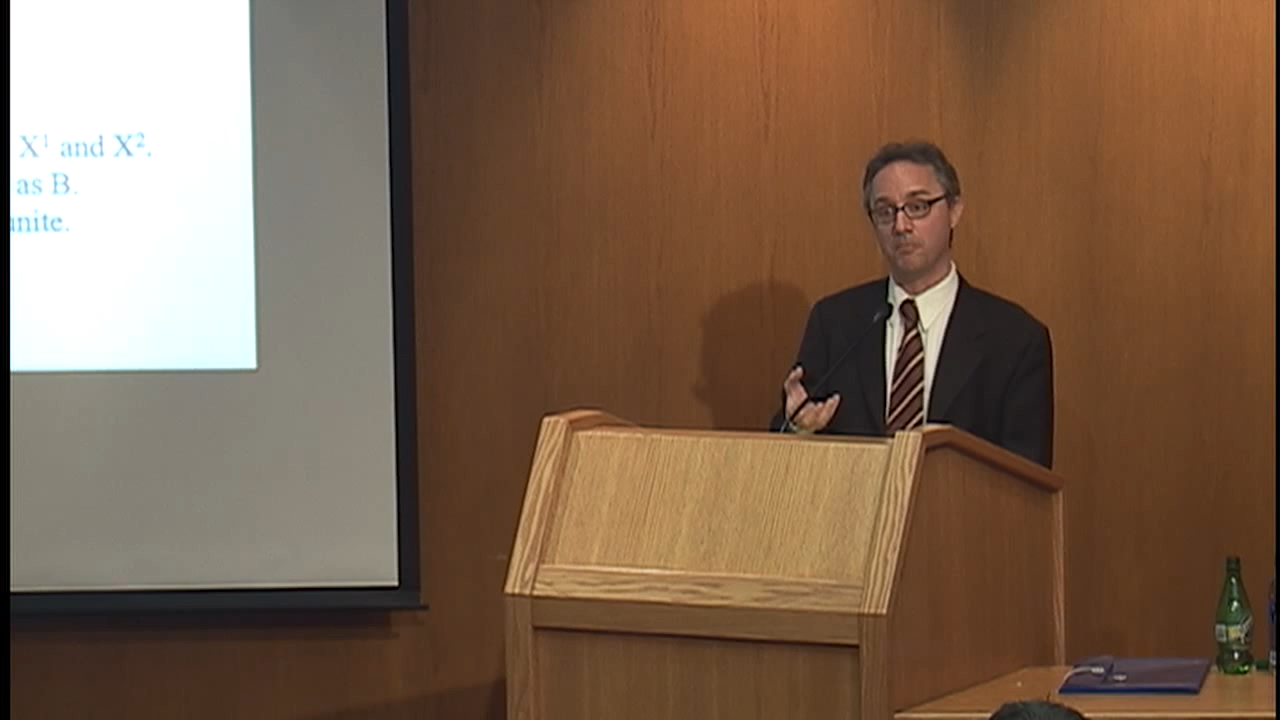 X¹ and X².
as B.
unite.